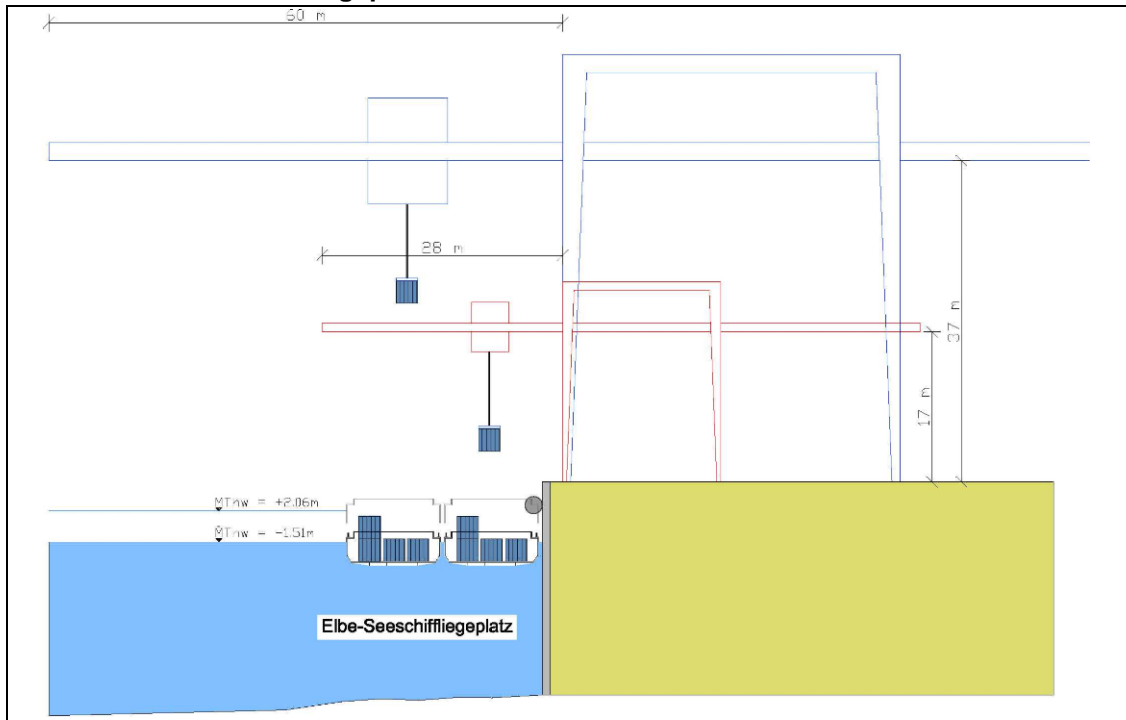 60 m
28 m
37 m
17 m
MThw = +2.06m
MTnw = -1.51m
Elbe-Seeschiffliegeplatz